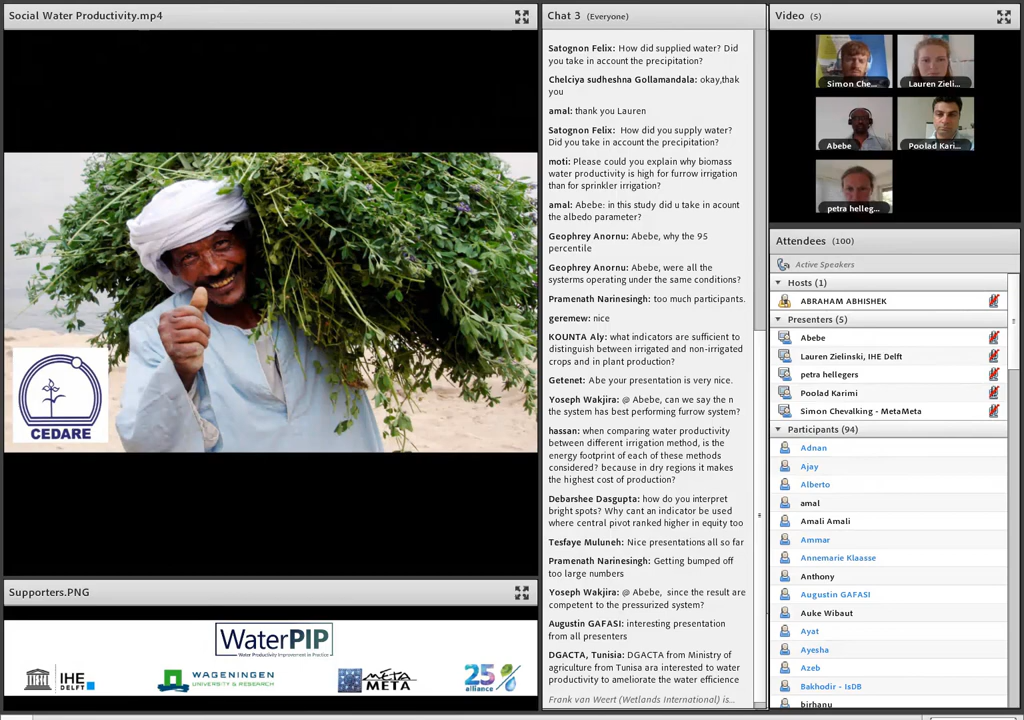 Social Water Productivity.mp4
CEDARE
Supporters.PNG
WaterPIP
Water Productivity Improvement in Practice
IHE
DELFT
WAGENINGEN
UNIVERSITY & RESEARCH
META
META
25
alliance
Chat 3 (Everyone)
Satognon Felix: How did supplied water? Did
you take in account the precipitation?
Chelciya sudheshna Gollamandala: okay,thak
you
amal: thank you Lauren
Satognon Felix: How did you supply water?
Did you take in account the precipitation?
moti: Please could you explain why biomass
water productivity is high for furrow irrigation
than for sprinkler irrigation?
amal: Abebe: in this study did u take in acount
the albedo parameter?
Geophrey Anornu: Abebe, why the 95
percentile
Geophrey Anornu: Abebe, were all the
systerms operating under the same conditions?
Pramenath Narinesingh: too much participants.
geremew: nice
KOUNTA Aly: what indicators are sufficient to
distinguish between irrigated and non-irrigated
crops and in plant production?
Getenet: Abe your presentation is very nice.
Yoseph Wakjira: @ Abebe, can we say the n
the system has best performing furrow system?
hassan: when comparing water productivity
between different irrigation method, is the
energy footprint of each of these methods
considered? because in dry regions it makes
the highest cost of production?
Debarshee Dasgupta: how do you interpret
bright spots? Why cant an indicator be used
where central pivot ranked higher in equity too
Tesfaye Muluneh: Nice presentations all so far
Pramenath Narinesingh: Getting bumped off
too large numbers
Yoseph Wakjira: @ Abebe, since the result are
competent to the pressurized system?
Augustin GAFASI: interesting presentation
from all presenters
DGACTA, Tunisia: DGACTA from Ministry of
agriculture from Tunisa are interested to water
productivity to ameliorate the water efficience
Frank van Weert (Wetlands International) is...
Video (5)
Simon Che...
Lauren Zieli...
Abebe
Poolad Kari...
petra helleg...
Attendees (100)
Active Speakers
Hosts (1)
ABRAHAM ABHISHEK
Presenters (5)
Abebe
Lauren Zielinski, IHE Delft
petra hellegers
Poolad Karimi
Simon Chevalking - MetaMeta
Participants (94)
Adnan
Ajay
Alberto
amal
Amali Amali
Ammar
Annemarie Klaasse
Anthony
Augustin GAFASI
Auke Wibaut
Ayat
Ayesha
Azeb
Bakhodir - IsDB
birhanu